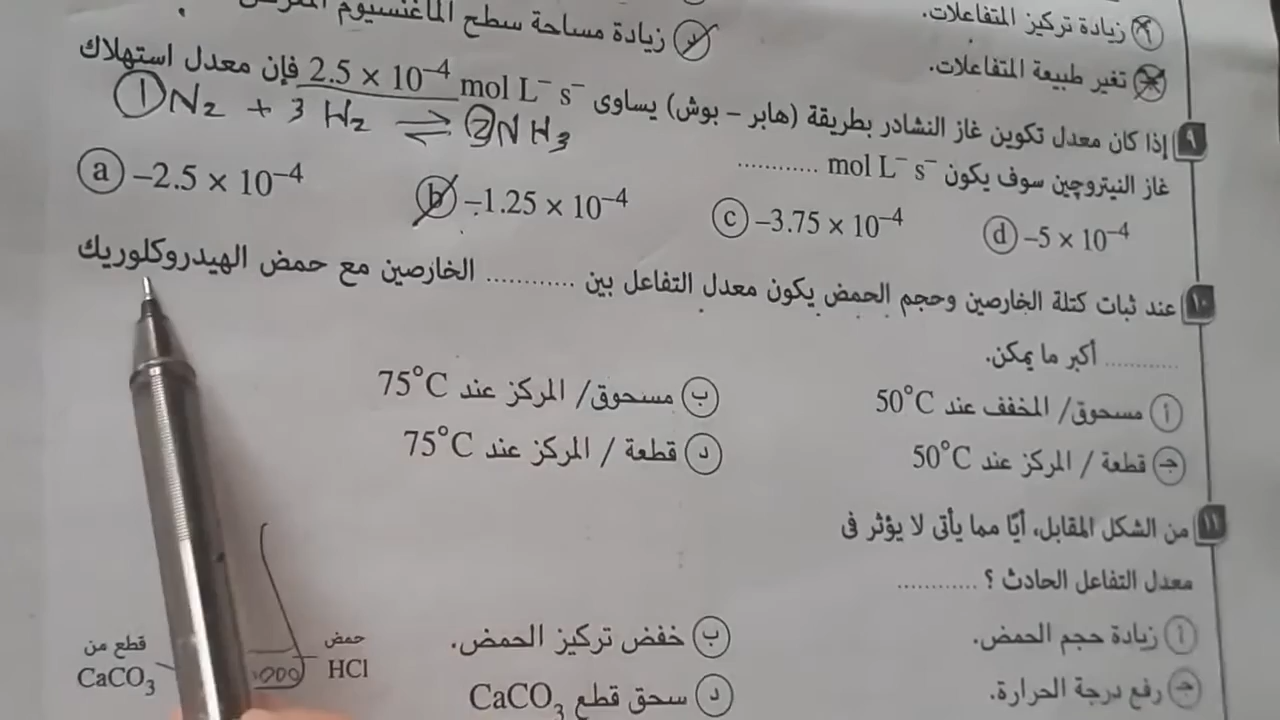 أ زيادة تركيز المتفاعلات.
د زيادة مساحة سطح الماغنسيوم
تغير طبيعة المتفاعلات.
٩ إذا كان معدل تكوين غاز النشادر بطريقة (هابر – بوش) يساوى 2.5 × 10⁻⁴ mol L⁻ s⁻ فإن معدل استهلاك
① N₂ + 3 H₂ ⇌ ② NH₃
غاز النيتروچين سوف يكون mol L⁻ s⁻ ............
a −2.5 × 10⁻⁴ b −1.25 × 10⁻⁴ c −3.75 × 10⁻⁴ d −5 × 10⁻⁴
١٠ عند ثبات كتلة الخارصين وحجم الحمض يكون معدل التفاعل بين ............ الخارصين مع حمض الهيدروكلوريك
............ أكبر ما يمكن.
أ مسحوق/ المخفف عند 50°C ب مسحوق/ المركز عند 75°C
ج قطعة / المركز عند 50°C د قطعة / المركز عند 75°C
١١ من الشكل المقابل، أيًا مما يأتى لا يؤثر فى
معدل التفاعل الحادث ؟ ............
أ زيادة حجم الحمض. ب خفض تركيز الحمض.
ج رفع درجة الحرارة. د سحق قطع CaCO₃
حمض
HCl
قطع من
CaCO₃